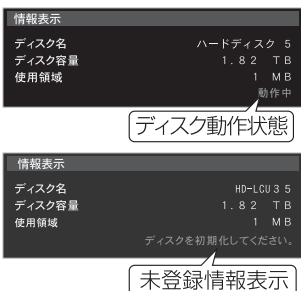 情報表示
ディスク名 ハードディスク 5
ディスク容量 1.82 TB
使用領域 1 MB
動作中
ディスク動作状態
情報表示
ディスク名 HD-LCU35
ディスク容量 1.82 TB
使用領域 1 MB
ディスクを初期化してください。
未登録情報表示